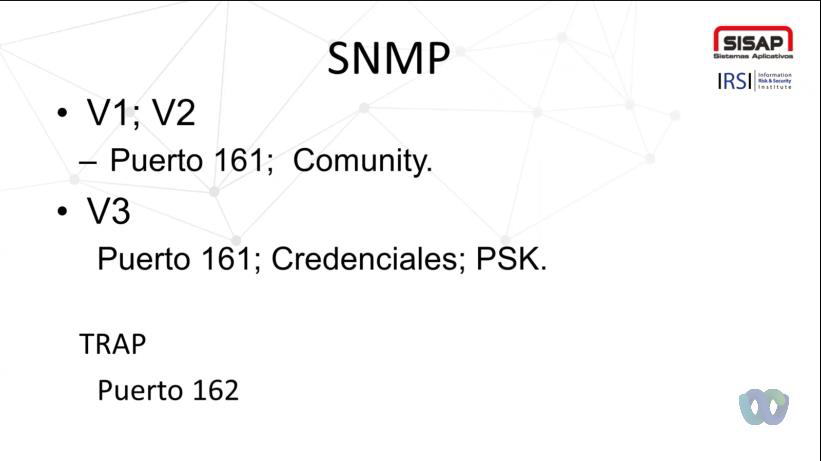 SNMP
SISAP
Sistemas Aplicativos
IRSI Information Risk & Security Institute
• V1; V2
– Puerto 161; Comunity.
• V3
Puerto 161; Credenciales; PSK.
TRAP
Puerto 162